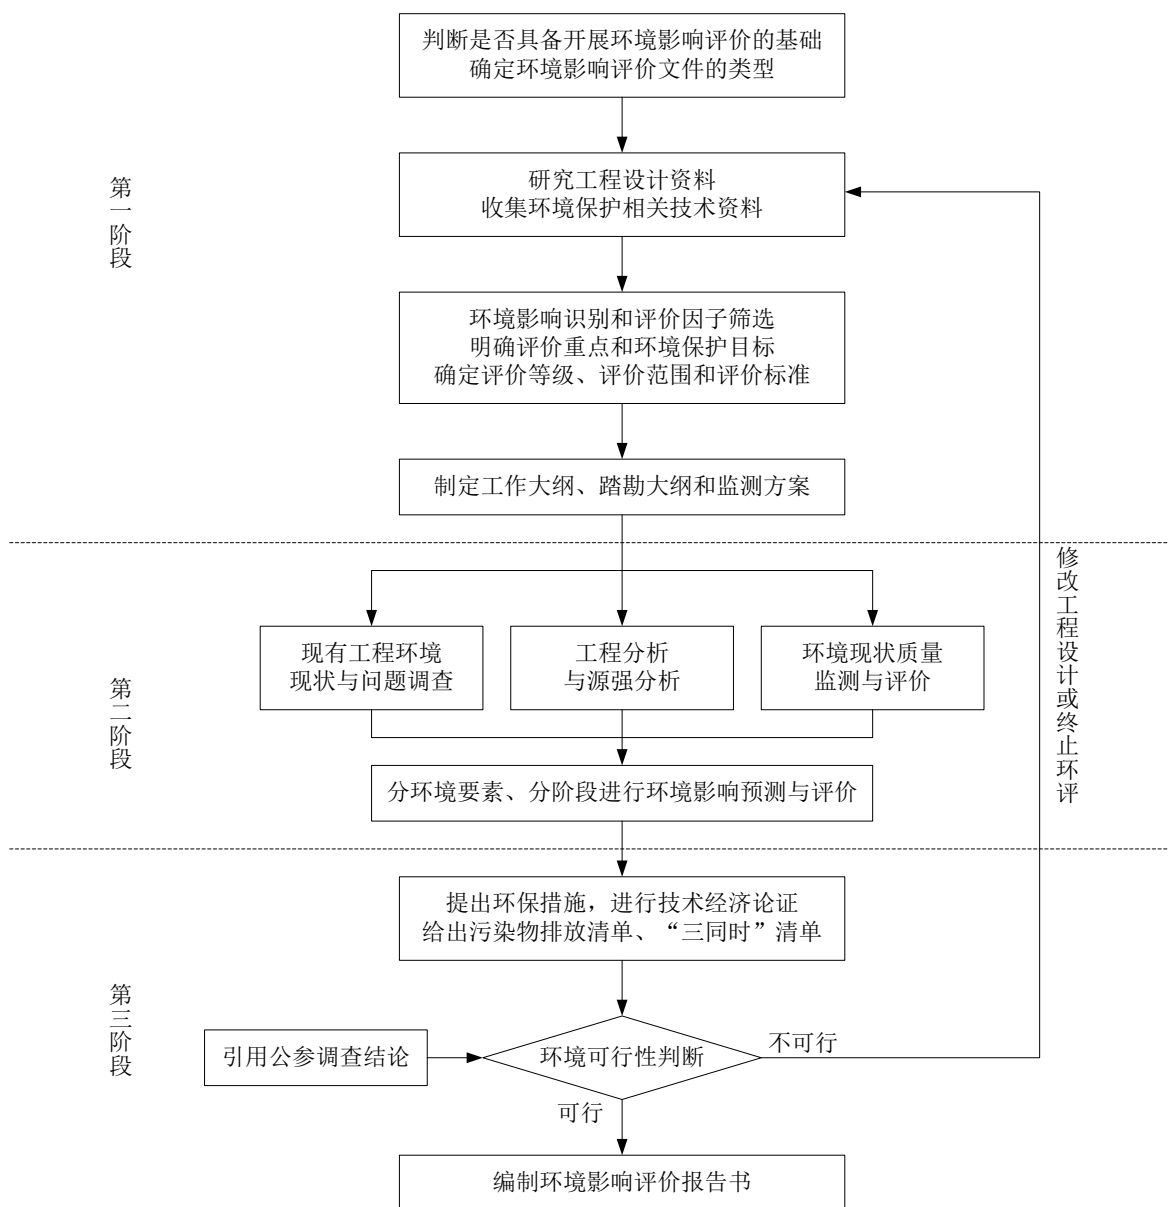 判断是否具备开展环境影响评价的基础
确定环境影响评价文件的类型
第一阶段
研究工程设计资料
收集环境保护相关技术资料
环境影响识别和评价因子筛选
明确评价重点和环境保护目标
确定评价等级、评价范围和评价标准
制定工作大纲、踏勘大纲和监测方案
修改工程设计或终止环评
第二阶段
现有工程环境
现状与问题调查
工程分析
与源强分析
环境现状质量
监测与评价
分环境要素、分阶段进行环境影响预测与评价
第三阶段
提出环保措施，进行技术经济论证
给出污染物排放清单、“三同时”清单
引用公参调查结论
环境可行性判断
不可行
可行
编制环境影响评价报告书